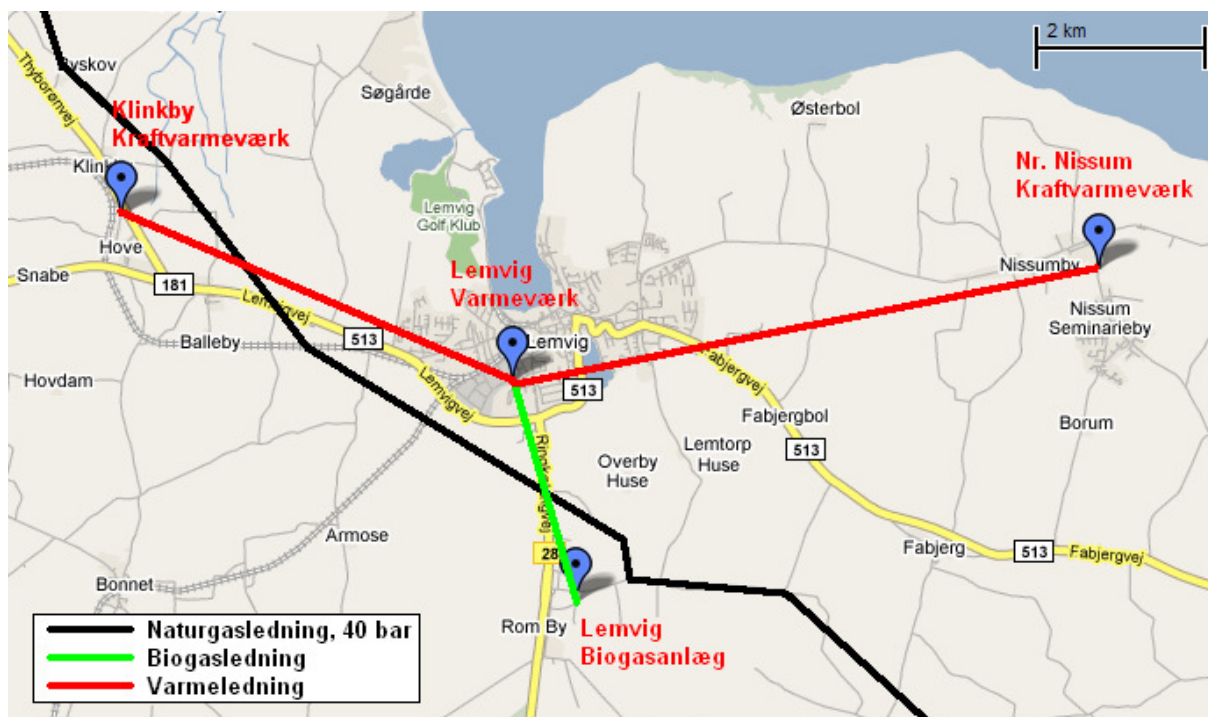 2 km
Byskov
Thyborønvej
Søgårde
Østerbol
Klinkby
Kraftvarmeværk
Nr. Nissum
Kraftvarmeværk
Lemvig
Golf Klub
Hove
Snabe
181
Lemvigvej
Lemvig
Varmeværk
Nissumby
Nissum
Seminarieby
Balleby
513
Lemvig
Hovdam
Lemvigvej
513
Fabjergvej
Fabjergbol
513
Borum
Lemtorp
Huse
Overby
Huse
Armose
28
Fabjerg
513
Fabjergvej
Bonnet
Rom By
Lemvig
Biogasanlæg
Naturgasledning, 40 bar
Biogasledning
Varmeledning